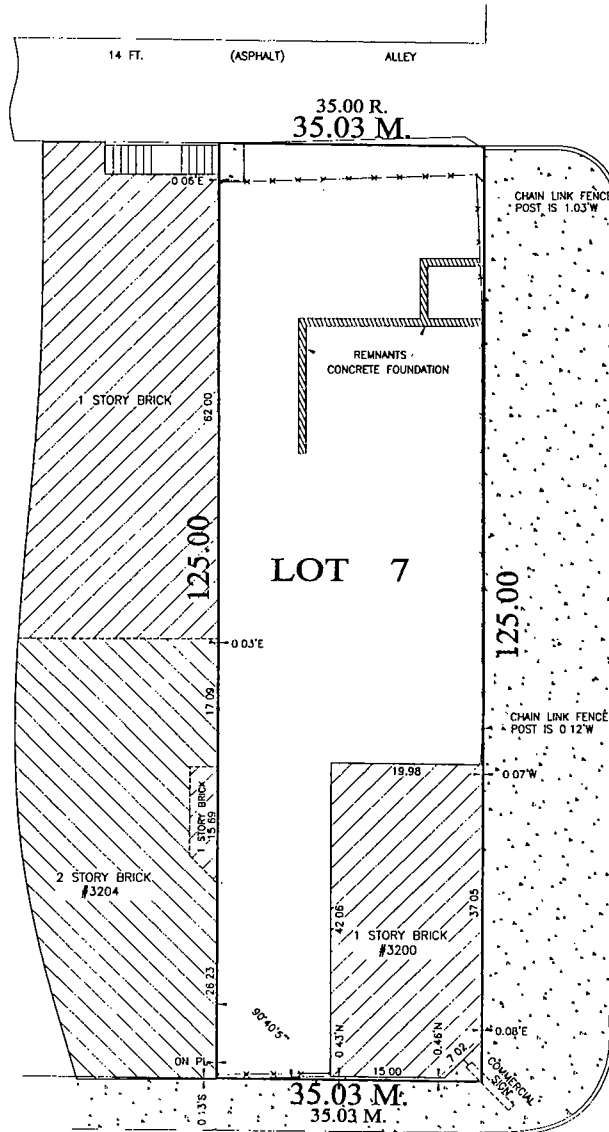 14 FT. (ASPHALT) ALLEY
35.00 R.
35.03 M.
0.06'E
CHAIN LINK FENCE
POST IS 1.03'W
REMNANTS
CONCRETE FOUNDATION
1 STORY BRICK
62.00
125.00
LOT 7
125.00
0.03'E
17.09
CHAIN LINK FENCE
POST IS 0.12'W
19.98
0.07'W
1 STORY BRICK
15.69
2 STORY BRICK
#3204
42.06
37.05
1 STORY BRICK
#3200
26.23
90°40'5"
0.43'N
0.46'N
0.08'E
7.02
ON PL
15.00
COMMERCIAL
SIGN
0.13'S
35.03 M.
35.03 M.